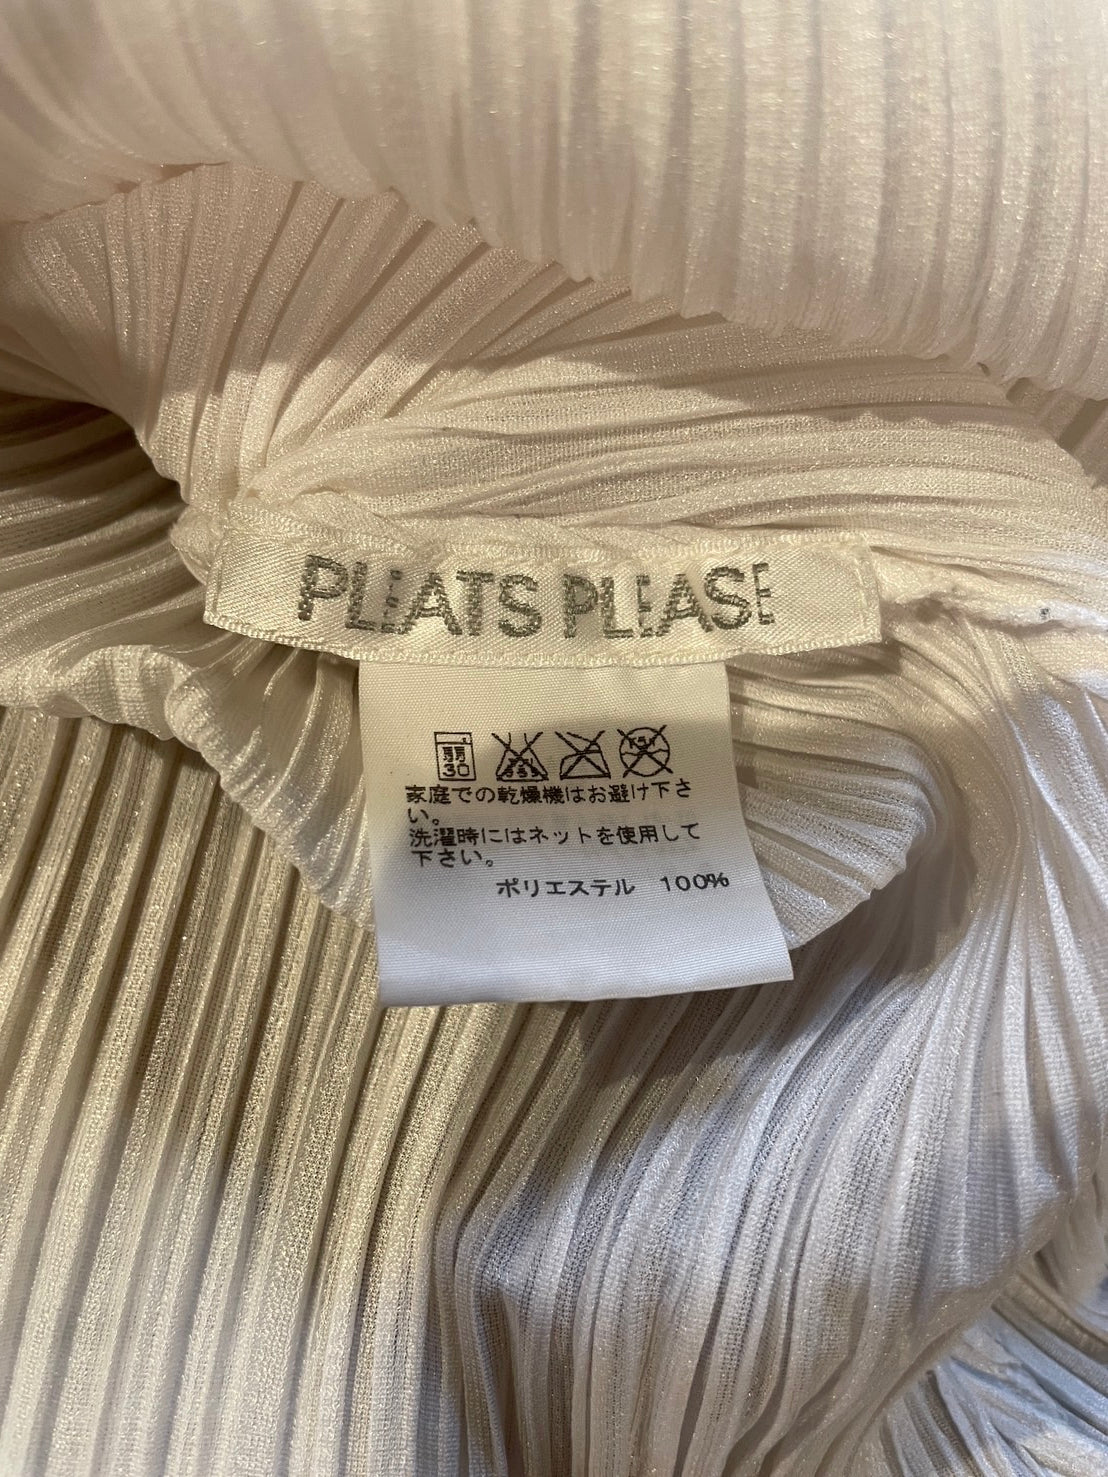 PLEATS PLEASE
30
家庭での乾燥機はお避け下さ
い。
洗濯時にはネットを使用して
下さい。
ポリエステル 100%